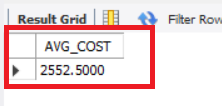 Result Grid Filter Row
AVG_COST
2552.5000